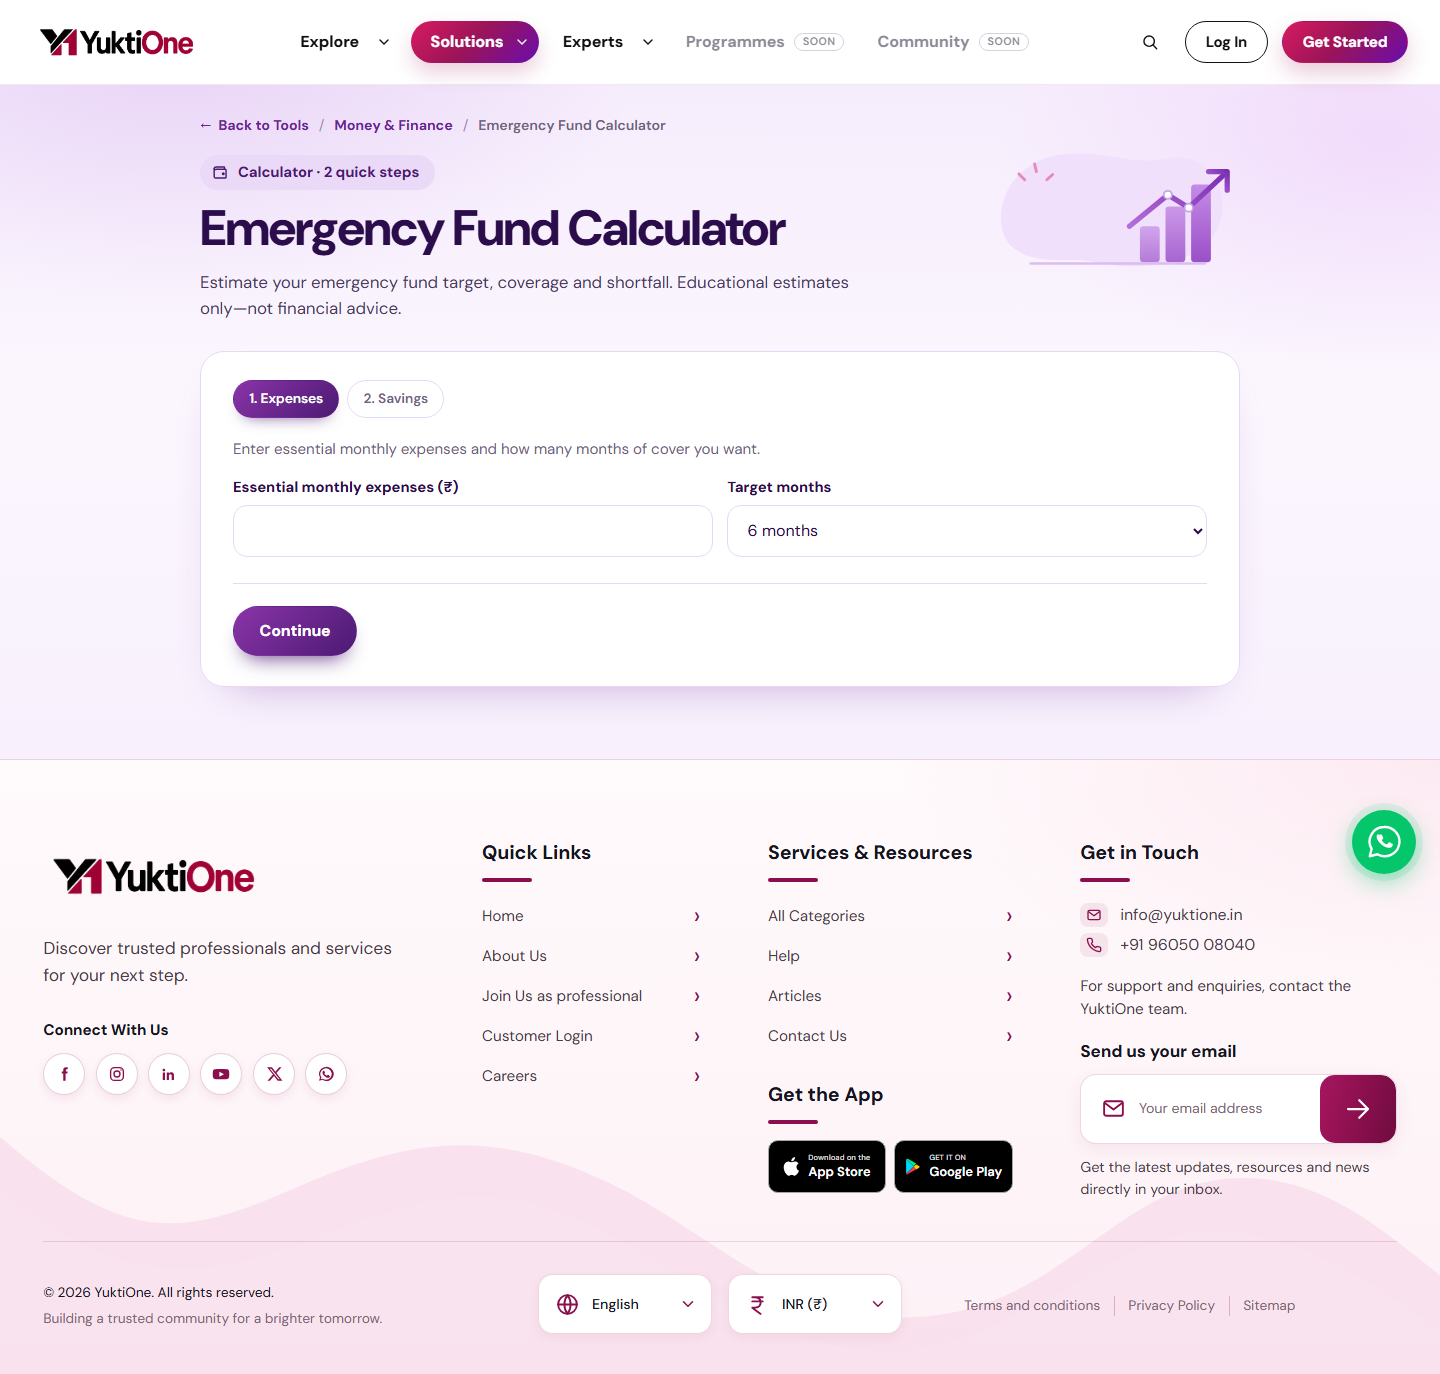 YuktiOne
Explore
Solutions
Experts
Programmes SOON
Community SOON
Log In
Get Started
← Back to Tools / Money & Finance / Emergency Fund Calculator
Calculator · 2 quick steps
Emergency Fund Calculator
Estimate your emergency fund target, coverage and shortfall. Educational estimates
only—not financial advice.
1. Expenses
2. Savings
Enter essential monthly expenses and how many months of cover you want.
Essential monthly expenses (₹)
Target months
6 months
Continue
YuktiOne
Discover trusted professionals and services
for your next step.
Connect With Us
Quick Links
Home
About Us
Join Us as professional
Customer Login
Careers
Services & Resources
All Categories
Help
Articles
Contact Us
Get the App
Download on the
App Store
GET IT ON
Google Play
Get in Touch
info@yuktione.in
+91 96050 08040
For support and enquiries, contact the
YuktiOne team.
Send us your email
Your email address
Get the latest updates, resources and news
directly in your inbox.
© 2026 YuktiOne. All rights reserved.
Building a trusted community for a brighter tomorrow.
English
INR (₹)
Terms and conditions
Privacy Policy
Sitemap